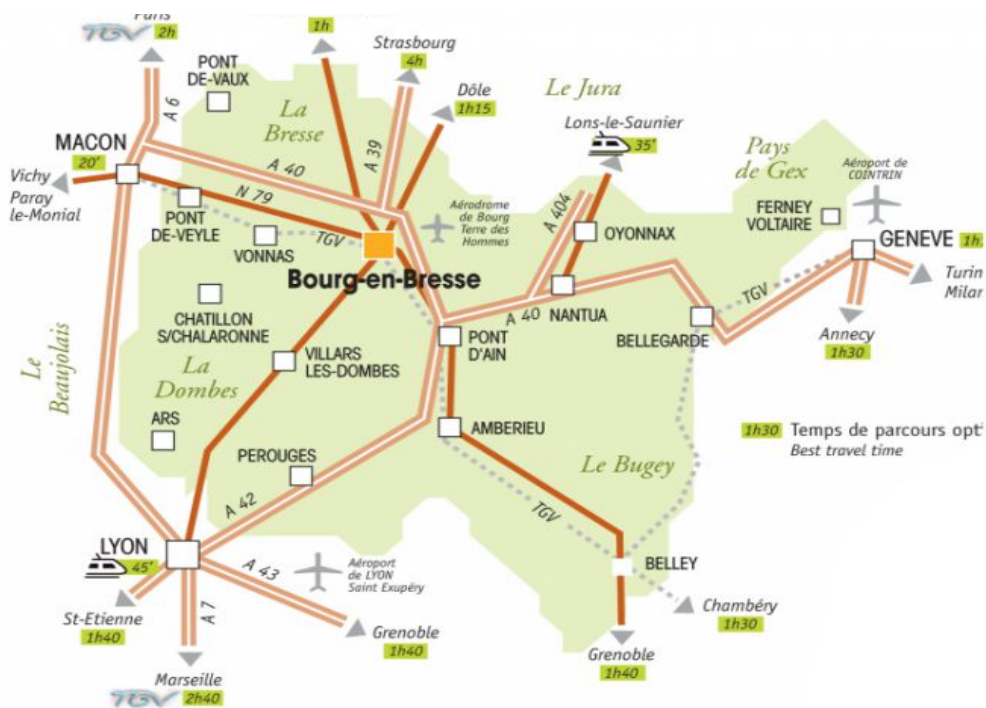 Paris
TGV 2h
1h
Strasbourg
4h
Dôle
1h15
PONT
DE-VAUX
La
Bresse
A 6
A 39
Le Jura
Lons-le-Saunier
35'
Pays
de Gex
Aéroport de
COINTRIN
MACON
20'
A 40
Vichy
Paray
le-Monial
N 79
PONT
DE-VEYLE
VONNAS
TGV
Aérodrome
de Bourg
Terre des
Hommes
A 404
OYONNAX
FERNEY
VOLTAIRE
GENEVE
Turin
Bourg-en-Bresse
TGV
CHATILLON
S/CHALARONNE
A 40
NANTUA
BELLEGARDE
Annecy
1h30
PONT
D'AIN
Le
Beaujolais
La
Dombes
VILLARS
LES-DOMBES
ARS
AMBERIEU
1h30 Temps de parcours
Best travel time
PEROUGES
Le Bugey
A 42
TGV
LYON
45'
A 43
Aéroport
de LYON
Saint Exupéry
BELLEY
St-Etienne
1h40
A 7
Grenoble
1h40
Chambéry
1h30
Grenoble
1h40
Marseille
TGV 2h40